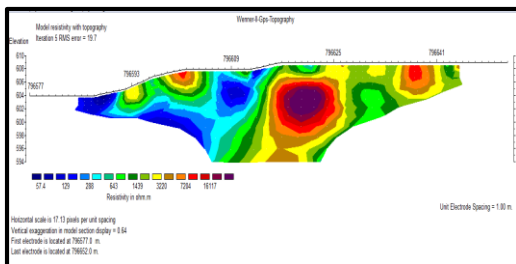 Wenner-II-Gps-Topography
Model resistivity with topography
Iteration 5 RMS error = 19.7
Elevation
610
608
606
604
602
600
598
596
594
796577
796593
796609
796625
796641
57.4 129 288 643 1439 3220 7204 16117
Resistivity in ohm.m
Unit Electrode Spacing = 1.00 m.
Horizontal scale is 17.13 pixels per unit spacing
Vertical exaggeration in model section display = 0.64
First electrode is located at 796577.0 m.
Last electrode is located at 796652.0 m.